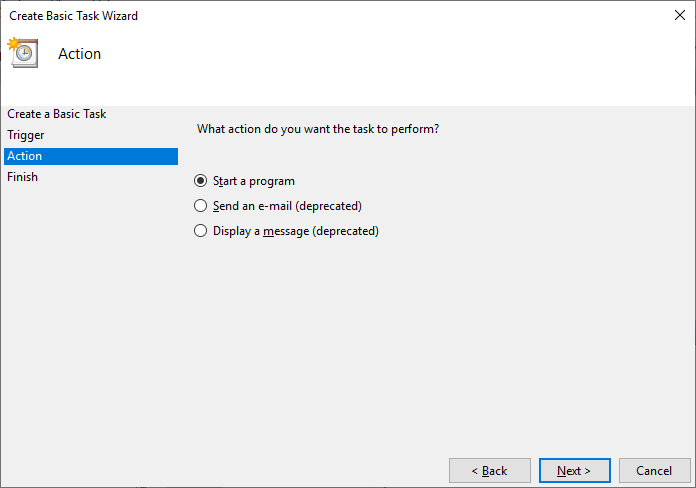 Create Basic Task Wizard
Action
Create a Basic Task
Trigger
Action
Finish
What action do you want the task to perform?
Start a program
Send an e-mail (deprecated)
Display a message (deprecated)
< Back
Next >
Cancel